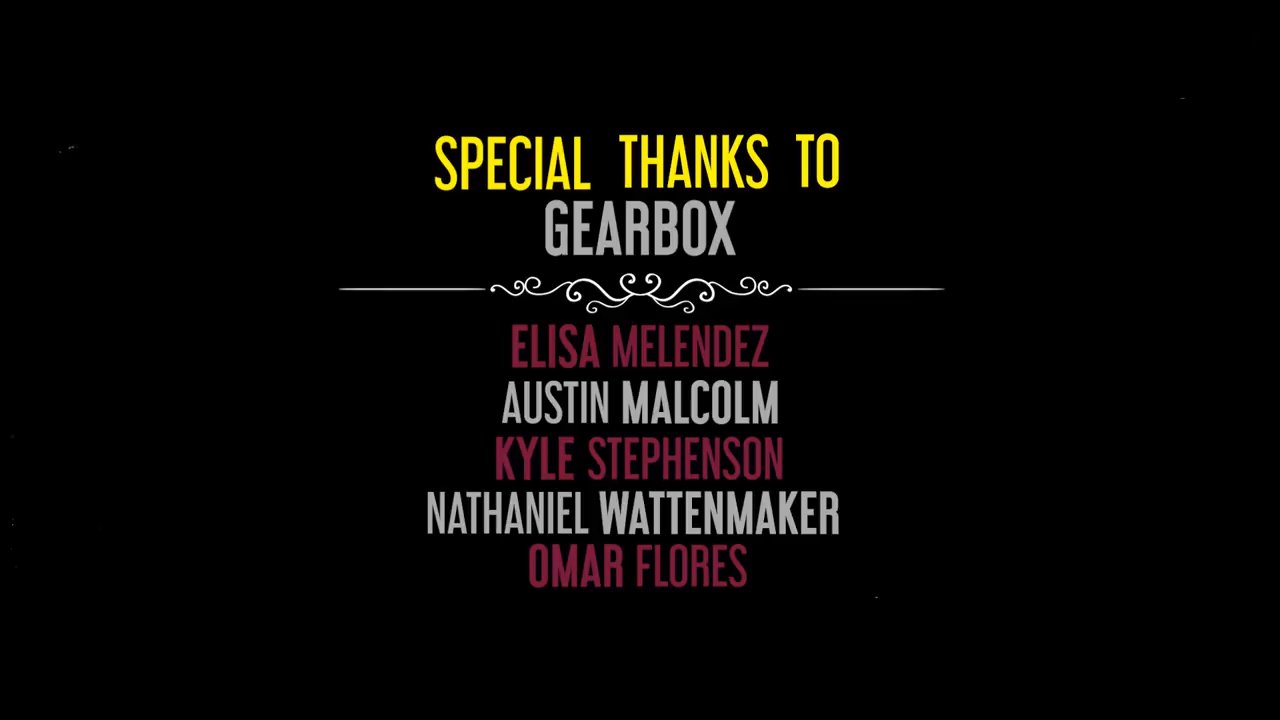 SPECIAL THANKS TO
GEARBOX
ELISA MELENDEZ
AUSTIN MALCOLM
KYLE STEPHENSON
NATHANIEL WATTENMAKER
OMAR FLORES